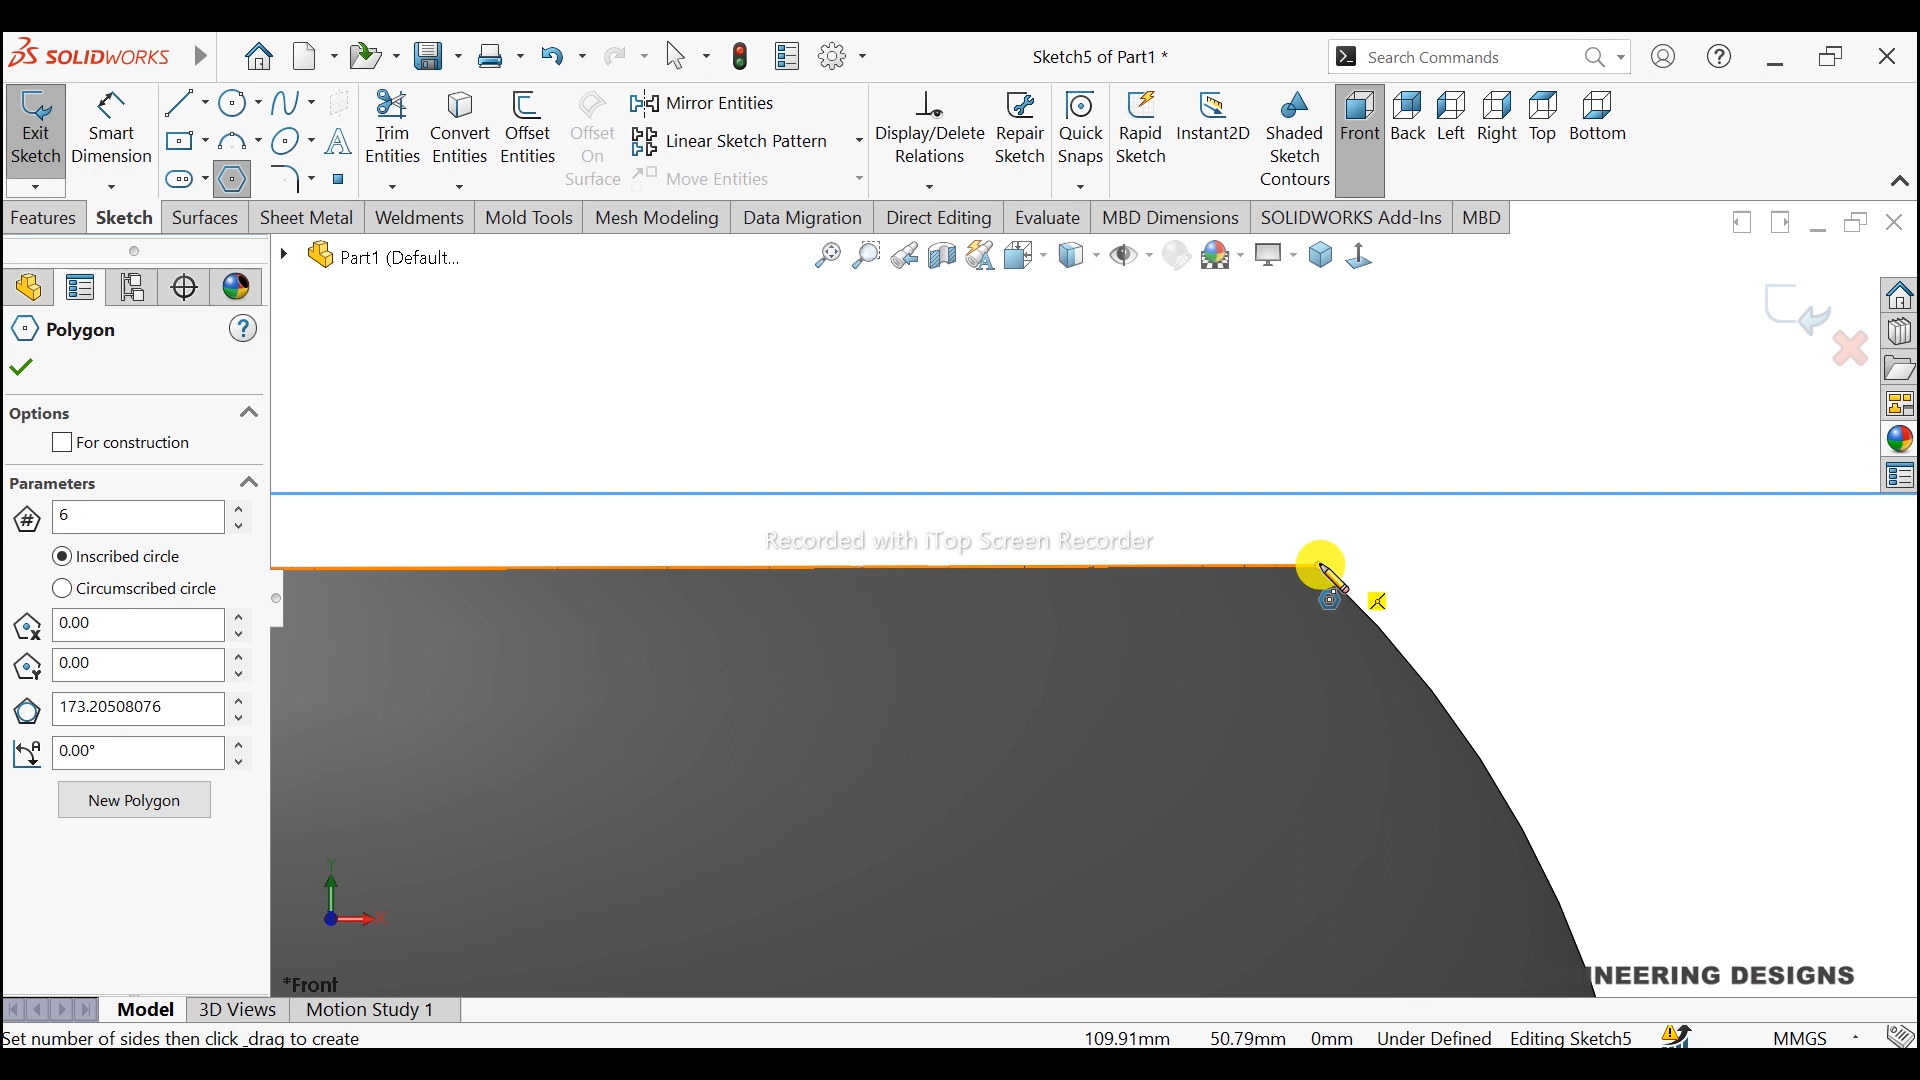 SOLIDWORKS
Sketch5 of Part1 *
Search Commands
Exit Sketch
Smart Dimension
Trim Entities
Convert Entities
Offset Entities
Offset On Surface
Mirror Entities
Linear Sketch Pattern
Move Entities
Display/Delete Relations
Repair Sketch
Quick Snaps
Rapid Sketch
Instant2D
Shaded Sketch Contours
Front
Back
Left
Right
Top
Bottom
Features
Sketch
Surfaces
Sheet Metal
Weldments
Mold Tools
Mesh Modeling
Data Migration
Direct Editing
Evaluate
MBD Dimensions
SOLIDWORKS Add-Ins
MBD
Part1 (Default...
Polygon
Options
For construction
Parameters
6
Inscribed circle
Circumscribed circle
0.00
0.00
173.20508076
0.00°
New Polygon
Recorded with iTop Screen Recorder
Y
X
*Front
INEERING DESIGNS
Model
3D Views
Motion Study 1
Set number of sides then click _drag to create
109.91mm
50.79mm
0mm
Under Defined
Editing Sketch5
MMGS